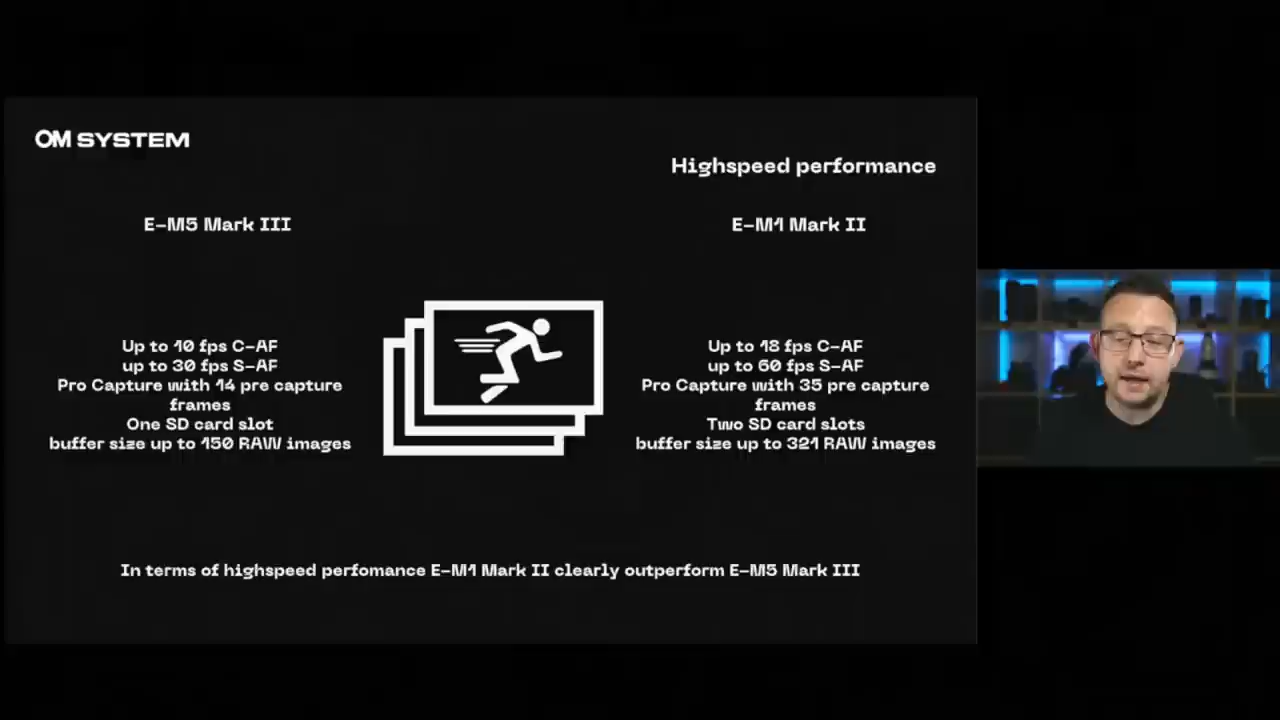 OM SYSTEM
Highspeed performance
E-M5 Mark III
Up to 10 fps C-AF
up to 30 fps S-AF
Pro Capture with 14 pre capture
frames
One SD card slot
buffer size up to 150 RAW images
E-M1 Mark II
Up to 18 fps C-AF
up to 60 fps S-AF
Pro Capture with 35 pre capture
frames
Two SD card slots
buffer size up to 321 RAW images
In terms of highspeed perfomance E-M1 Mark II clearly outperform E-M5 Mark III